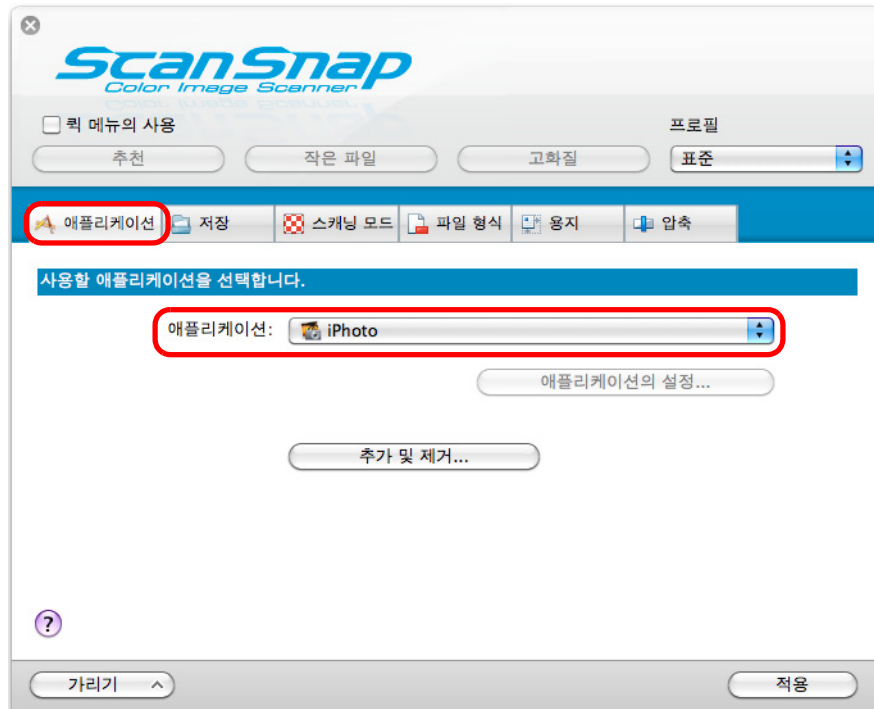 ScanSnap
Color Image Scanner
퀵 메뉴의 사용
프로필
추천 작은 파일 고화질 표준
애플리케이션 저장 스캐닝 모드 파일 형식 용지 압축
사용할 애플리케이션을 선택합니다.
애플리케이션: iPhoto
애플리케이션의 설정...
추가 및 제거...
?
가리기 적용